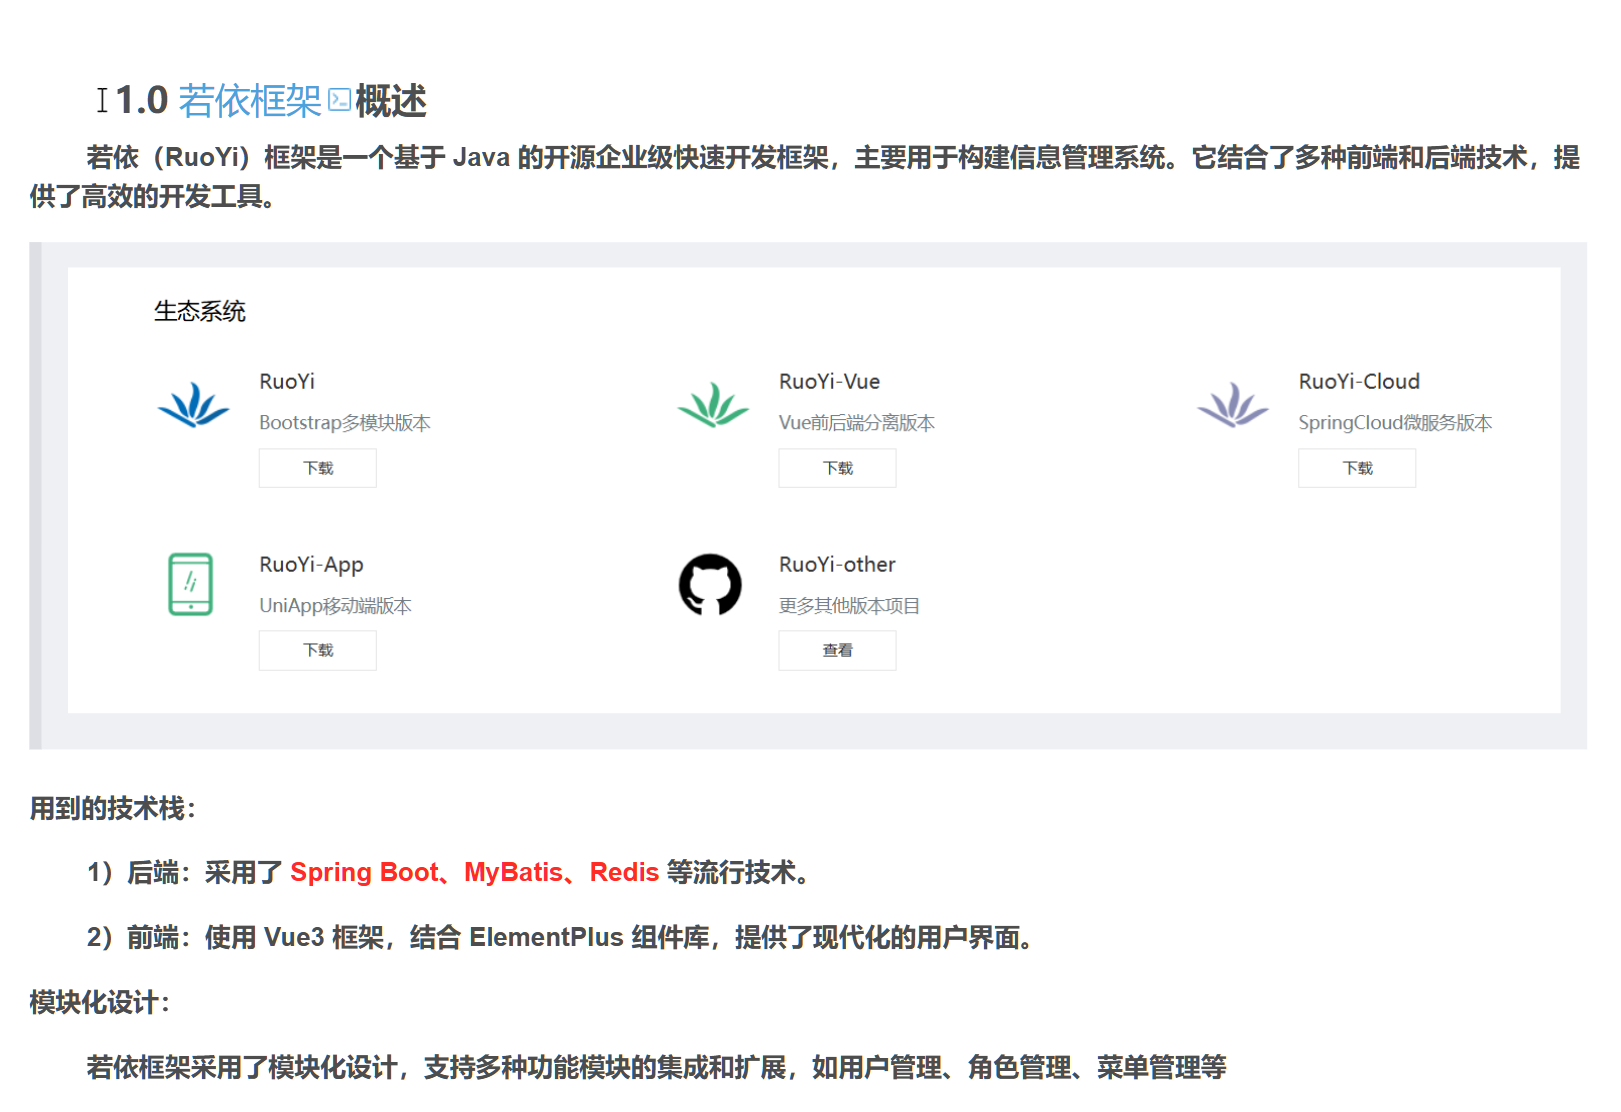 1.0 若依框架概述
若依（RuoYi）框架是一个基于 Java 的开源企业级快速开发框架，主要用于构建信息管理系统。它结合了多种前端和后端技术，提
供了高效的开发工具。
生态系统
RuoYi
Bootstrap多模块版本
下载
RuoYi-Vue
Vue前后端分离版本
下载
RuoYi-Cloud
SpringCloud微服务版本
下载
RuoYi-App
UniApp移动端版本
下载
RuoYi-other
更多其他版本项目
查看
用到的技术栈：
1）后端：采用了 Spring Boot、MyBatis、Redis 等流行技术。
2）前端：使用 Vue3 框架，结合 ElementPlus 组件库，提供了现代化的用户界面。
模块化设计：
若依框架采用了模块化设计，支持多种功能模块的集成和扩展，如用户管理、角色管理、菜单管理等